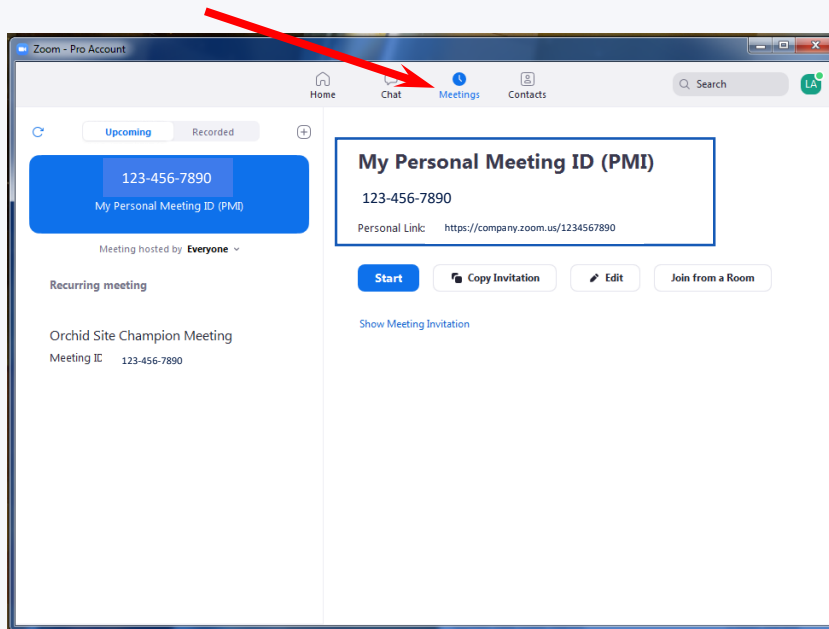 Zoom - Pro Account
Home
Chat
Meetings
Contacts
Search
LA
Upcoming
Recorded
123-456-7890
My Personal Meeting ID (PMI)
Meeting hosted by Everyone
Recurring meeting
Orchid Site Champion Meeting
Meeting ID 123-456-7890
My Personal Meeting ID (PMI)
123-456-7890
Personal Link: https://company.zoom.us/1234567890
Start
Copy Invitation
Edit
Join from a Room
Show Meeting Invitation